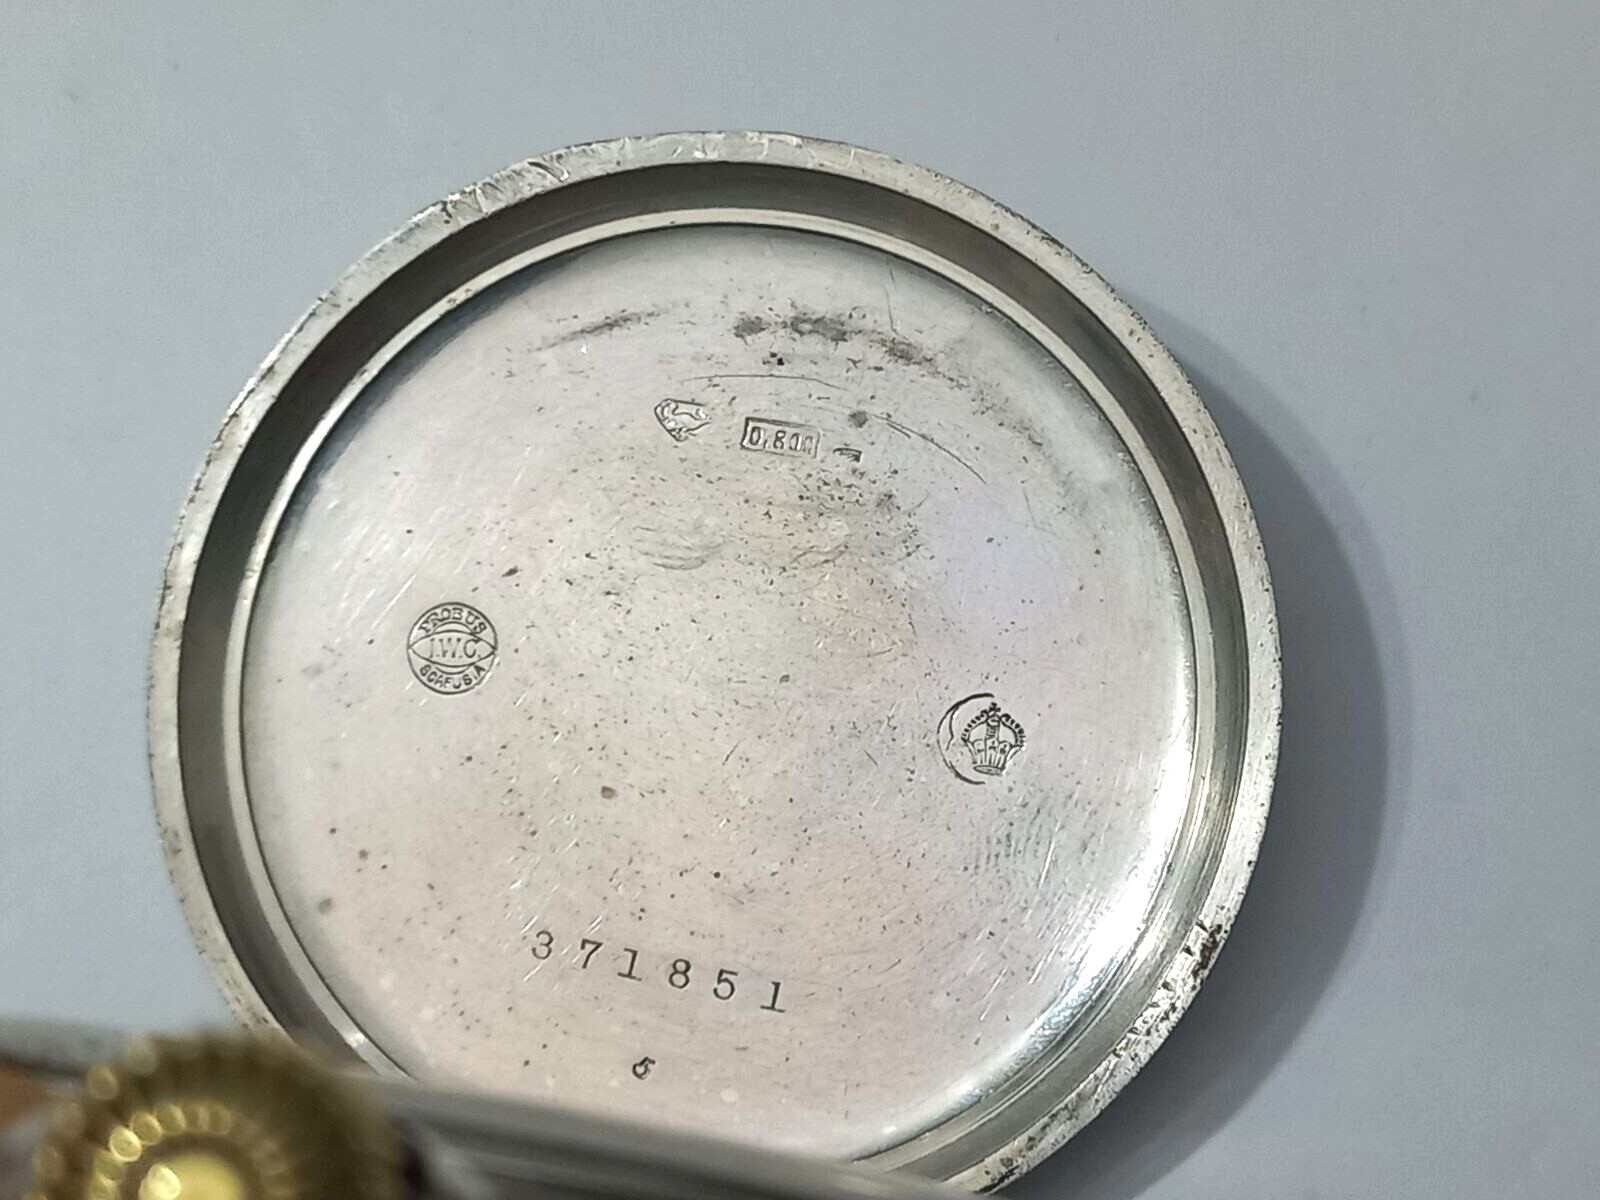 0,800
PROBUS
I.W.C.
SCAFUSIA
371851
5